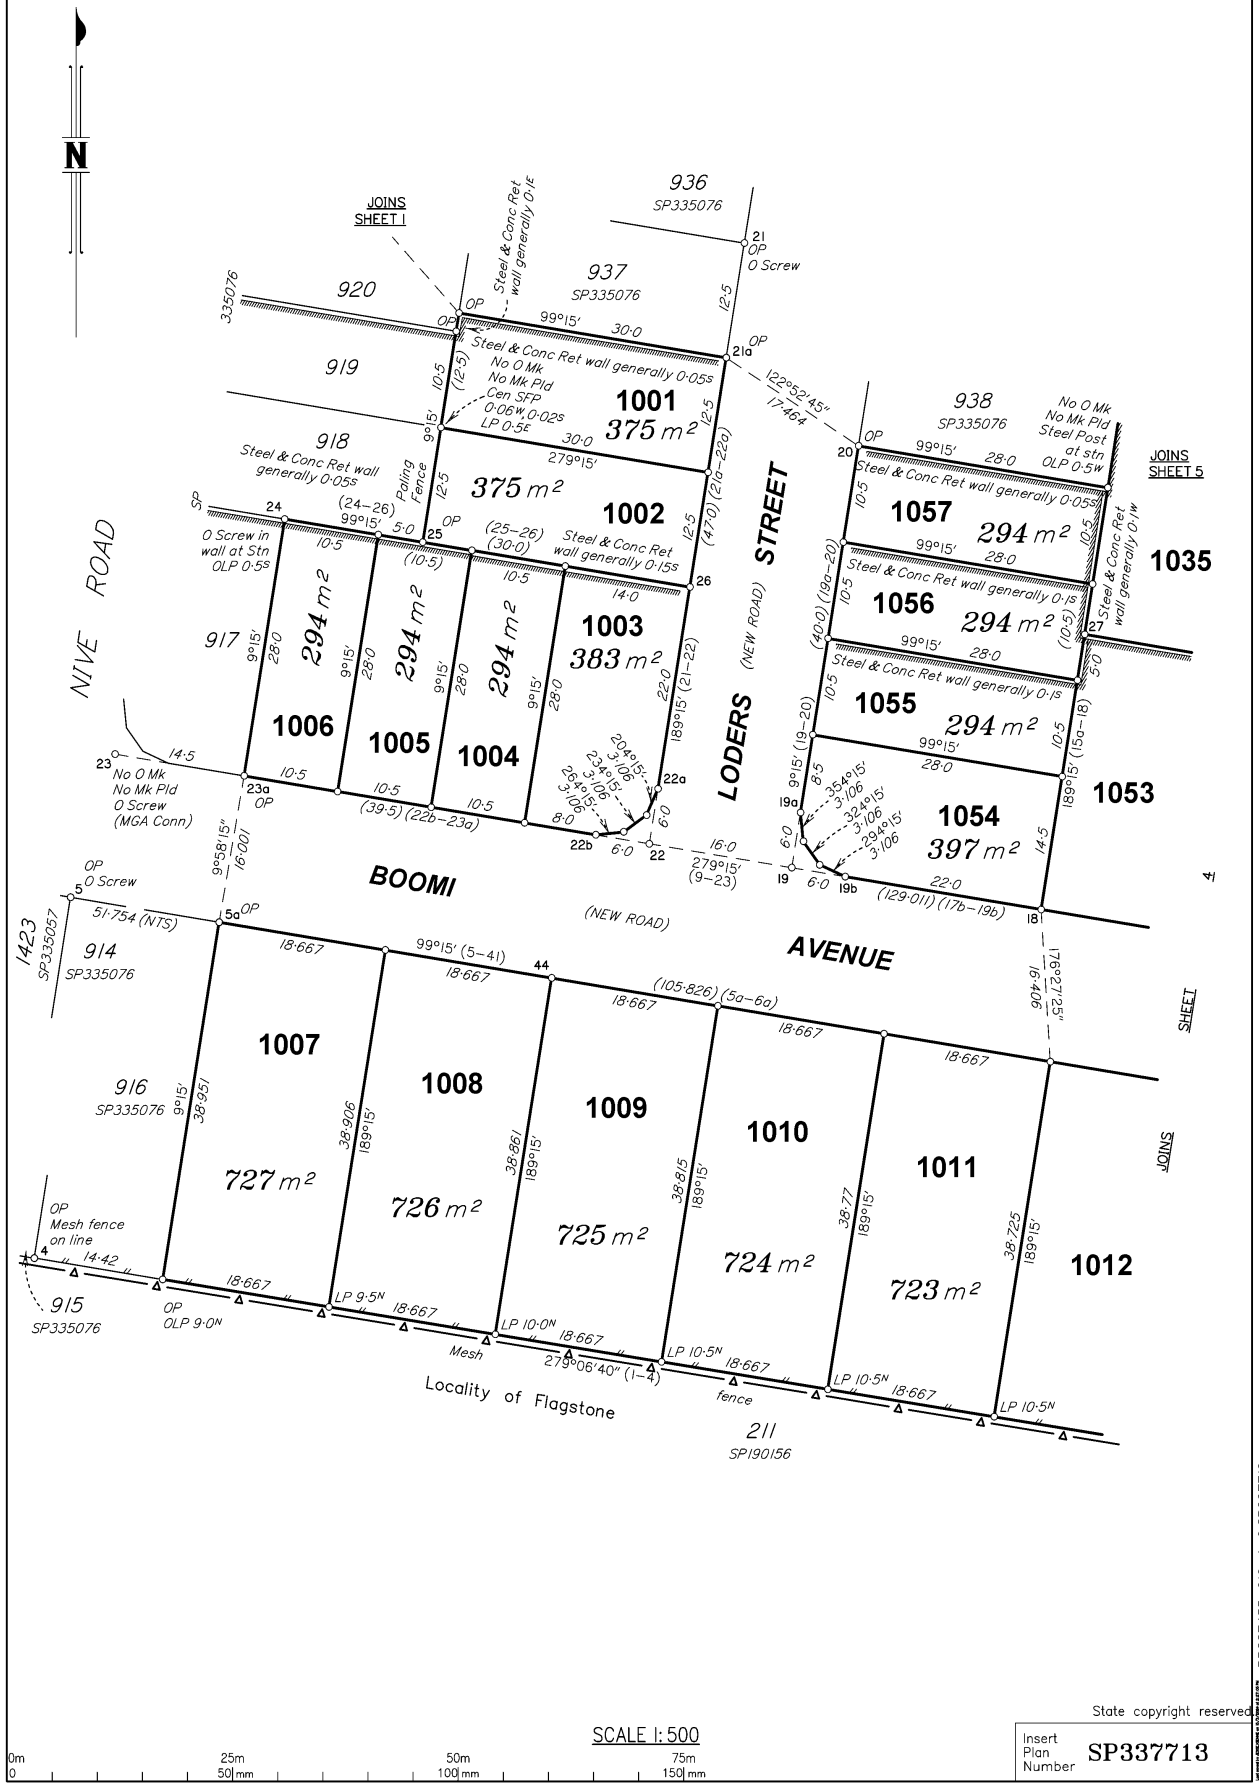 N
JOINS
SHEET 1
Steel & Conc Ret
wall generally 0·1E
936
SP335076
21
OP
O Screw
12·5
937
SP335076
335076
920
OP
OP
99°15'
30·0
21a
OP
Steel & Conc Ret wall generally 0·05S
919
10·5
(12·5)
No O Mk
No Mk Pld
Cen SFP
0·06W, 0·02S
LP 0·5E
1001
375 m²
12·5
122°52'45"
17·464
938
SP335076
No O Mk
No Mk Pld
Steel Post
at stn
OLP 0·5W
JOINS
SHEET 5
918
Steel & Conc Ret wall
generally 0·05S
9°15'
30·0
279°15'
(47·0) (21a–22a)
20
OP
99°15'
28·0
Steel & Conc Ret wall generally 0·05S
Paling
Fence
12·5
375 m²
1002
12·5
STREET
10·5
1057
294 m²
10·5
Steel & Conc Ret
wall generally 0·1W
1035
SP
24
(24–26)
99°15'
5·0
25
OP
(25–26)
(30·0)
Steel & Conc Ret
wall generally 0·15S
O Screw in
wall at Stn
OLP 0·5S
10·5
(10·5)
10·5
14·0
26
99°15'
28·0
Steel & Conc Ret wall generally 0·1S
NIVE ROAD
917
9°15'
28·0
294 m²
9°15'
28·0
294 m²
9°15'
28·0
294 m²
9°15'
28·0
1003
383 m²
22·0
189°15' (21–22)
(NEW ROAD)
(40·0) (19a–20)
10·5
1056
294 m²
(10·5)
27
99°15'
28·0
Steel & Conc Ret wall generally 0·1S
5·0
10·5
1055
294 m²
10·5
189°15' (15a–18)
1006
1005
1004
LODERS
9°15' (19–20)
99°15'
28·0
1053
23
No O Mk
No Mk Pld
O Screw
(MGA Conn)
14·5
23a
OP
10·5
10·5
(39·5) (22b–23a)
10·5
8·0
204°15'
3·106
234°15'
3·106
264°15'
3·106
22a
6·0
22b
6·0
22
8·5
19a
6·0
354°15'
3·106
324°15'
3·106
294°15'
3·106
1054
397 m²
14·5
16·0
279°15'
(9–23)
19
6·0
19b
22·0
(129·011) (17b–19b)
18
9°58'15"
16·001
BOOMI
(NEW ROAD)
AVENUE
OP
O Screw
5
51·754 (NTS)
5a
OP
1423
SP335057
914
SP335076
18·667
99°15' (5–41)
18·667
44
18·667
(105·826) (5a–6a)
18·667
18·667
176°27'25"
16·406
4
SHEET
JOINS
916
SP335076
9°15'
38·951
1007
727 m²
38·906
189°15'
1008
726 m²
38·861
189°15'
1009
725 m²
38·815
189°15'
1010
724 m²
38·77
189°15'
1011
723 m²
38·725
189°15'
1012
OP
Mesh fence
on line
4
14·42
915
SP335076
OP
OLP 9·0N
18·667
LP 9·5N
18·667
LP 10·0N
18·667
LP 10·5N
18·667
LP 10·5N
18·667
LP 10·5N
Mesh
279°06'40" (1–4)
fence
Locality of Flagstone
211
SP190156
State copyright reserved
SCALE 1:500
Insert
Plan
Number
SP337713
0m
25m
50m
75m
50 mm
100 mm
150 mm